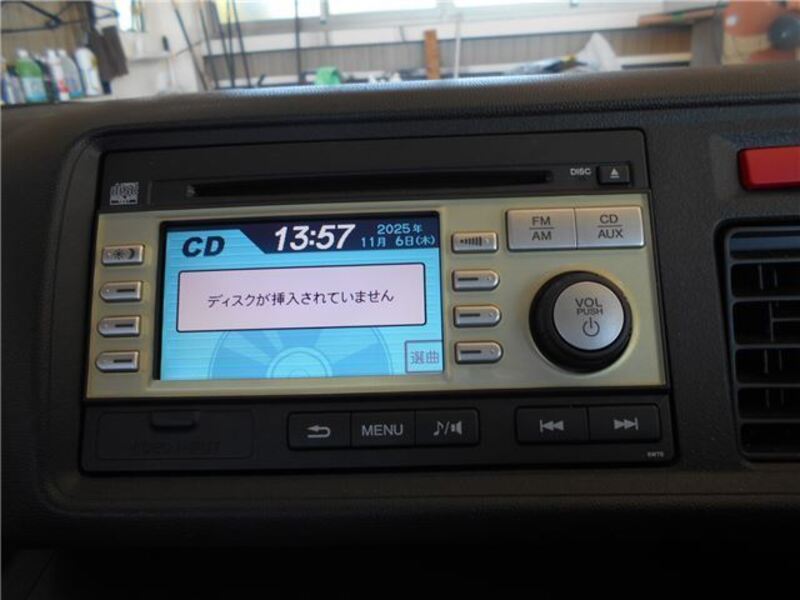 DISC
CD
13:57
2025年
11月 6日(木)
FM
AM
CD
AUX
ディスクが挿入されていません
VOL
PUSH
選曲
MENU